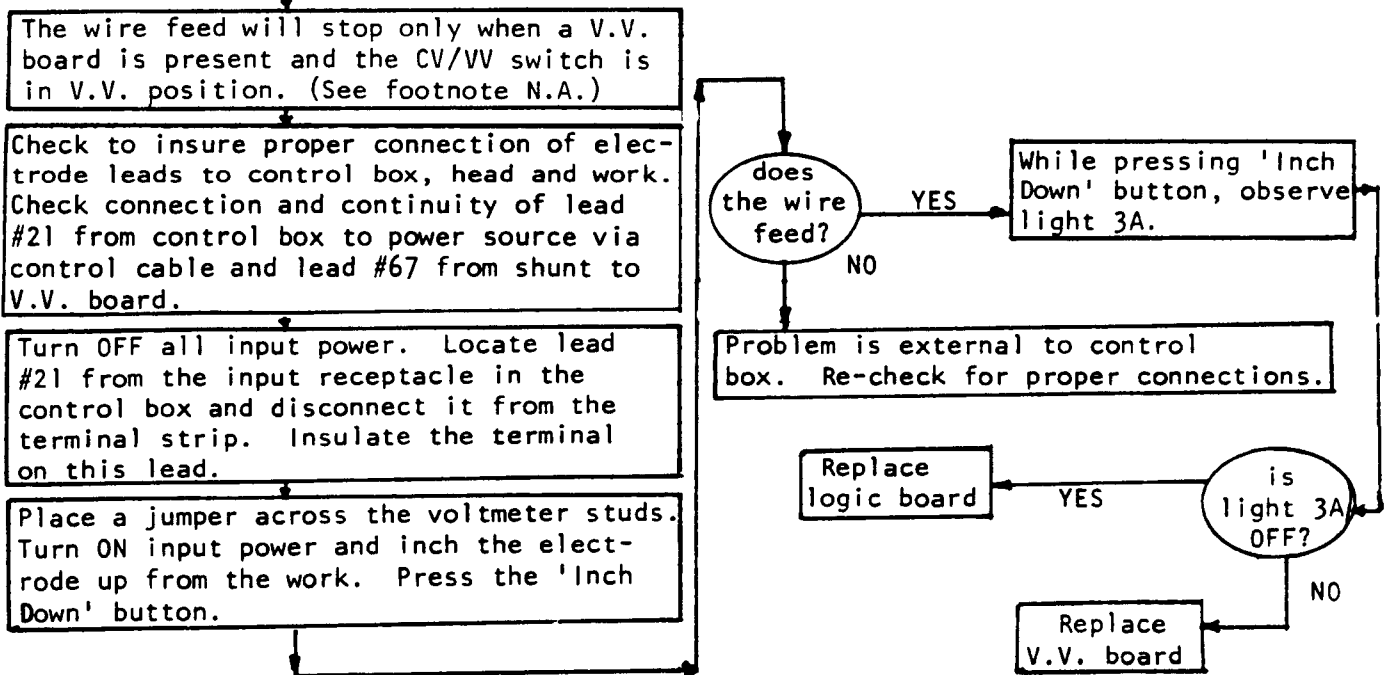 The wire feed will stop only when a V.V.
board is present and the CV/VV switch is
in V.V. position. (See footnote N.A.)
Check to insure proper connection of elec-
trode leads to control box, head and work.
Check connection and continuity of lead
#21 from control box to power source via
control cable and lead #67 from shunt to
V.V. board.
Turn OFF all input power. Locate lead
#21 from the input receptacle in the
control box and disconnect it from the
terminal strip. Insulate the terminal
on this lead.
Place a jumper across the voltmeter studs.
Turn ON input power and inch the elect-
rode up from the work. Press the 'Inch
Down' button.
does
the wire
feed?
YES
NO
While pressing 'Inch
Down' button, observe
light 3A.
Problem is external to control
box. Re-check for proper connections.
is
light 3A
OFF?
YES
NO
Replace
logic board
Replace
V.V. board